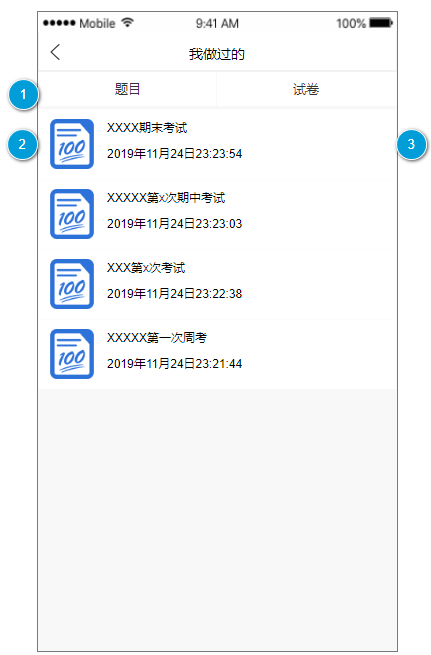 ●●●●● Mobile 9:41 AM 100%
我做过的
题目 试卷
1
2
3
100 XXXX期末考试
2019年11月24日23:23:54
100 XXXXX第x次期中考试
2019年11月24日23:23:03
100 XXX第x次考试
2019年11月24日23:22:38
100 XXXXX第一次周考
2019年11月24日23:21:44